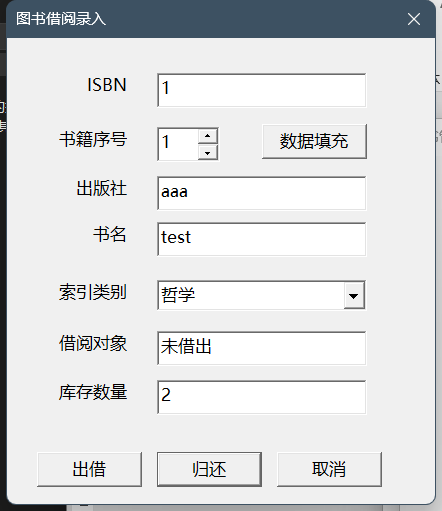 图书借阅录入
ISBN 1
书籍序号 1 数据填充
出版社 aaa
书名 test
索引类别 哲学
借阅对象 未借出
库存数量 2
出借 归还 取消